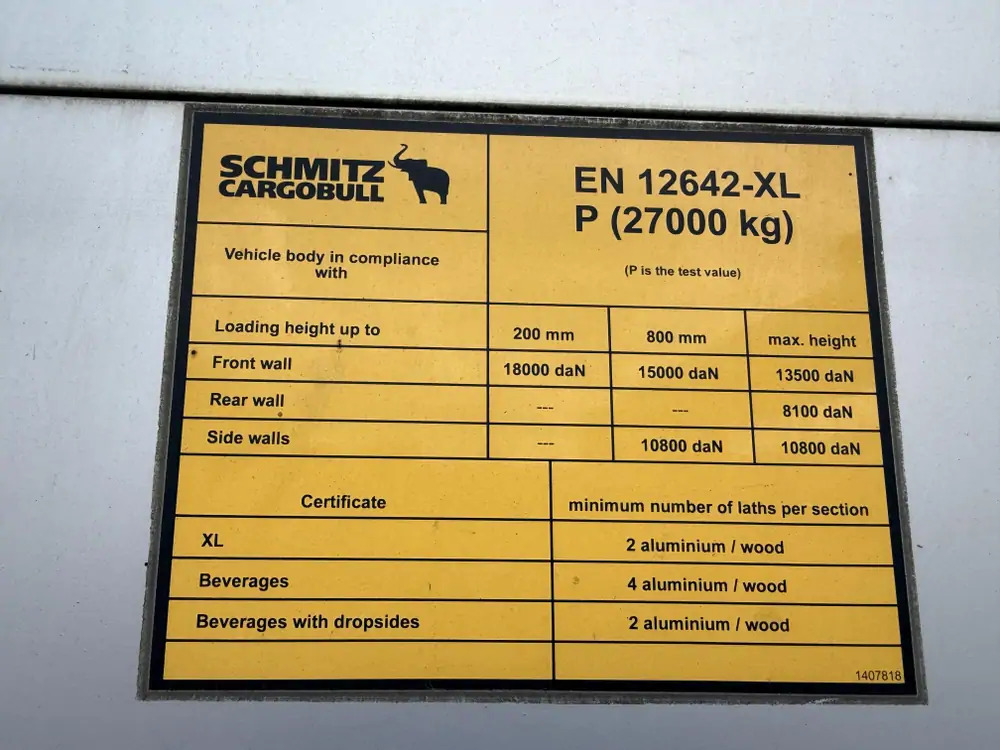 SCHMITZ
CARGOBULL
EN 12642-XL
P (27000 kg)
(P is the test value)
Vehicle body in compliance
with
Loading height up to 200 mm 800 mm max. height
Front wall 18000 daN 15000 daN 13500 daN
Rear wall --- --- 8100 daN
Side walls --- 10800 daN 10800 daN
Certificate minimum number of laths per section
XL 2 aluminium / wood
Beverages 4 aluminium / wood
Beverages with dropsides 2 aluminium / wood
1407818